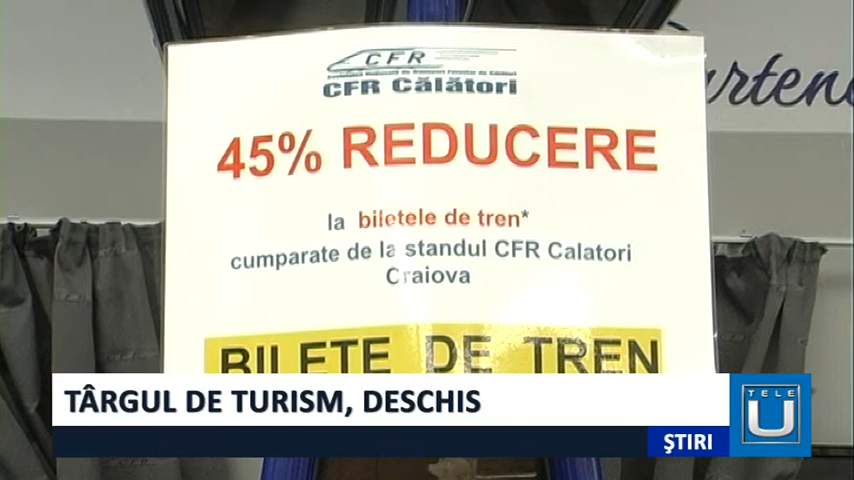 CFR
CFR Călători
45% REDUCERE
la biletele de tren*
cumparate de la standul CFR Calatori
Craiova
BILETE DE TREN
TÂRGUL DE TURISM, DESCHIS
ŞTIRI
TELE
U
CFR